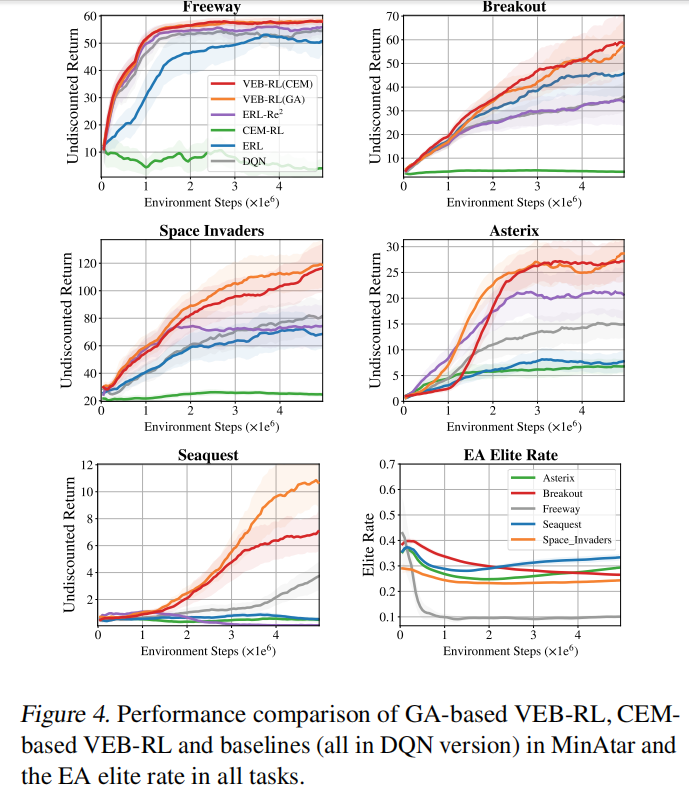 Freeway
Undiscounted Return
60
50
40
30
20
10
0
1
2
3
4
Environment Steps (×1e⁶)
VEB-RL(CEM)
VEB-RL(GA)
ERL-Re²
CEM-RL
ERL
DQN
Breakout
Undiscounted Return
70
60
50
40
30
20
10
0
1
2
3
4
Environment Steps (×1e⁶)
Space Invaders
Undiscounted Return
120
100
80
60
40
20
0
1
2
3
4
Environment Steps (×1e⁶)
Asterix
Undiscounted Return
30
25
20
15
10
5
0
0
1
2
3
4
Environment Steps (×1e⁶)
Seaquest
Undiscounted Return
12
10
8
6
4
2
0
1
2
3
4
Environment Steps (×1e⁶)
EA Elite Rate
Elite Rate
0.7
0.6
0.5
0.4
0.3
0.2
0.1
0
1
2
3
4
Environment Steps (×1e⁶)
Asterix
Breakout
Freeway
Seaquest
Space_Invaders
Figure 4. Performance comparison of GA-based VEB-RL, CEM-
based VEB-RL and baselines (all in DQN version) in MinAtar and
the EA elite rate in all tasks.